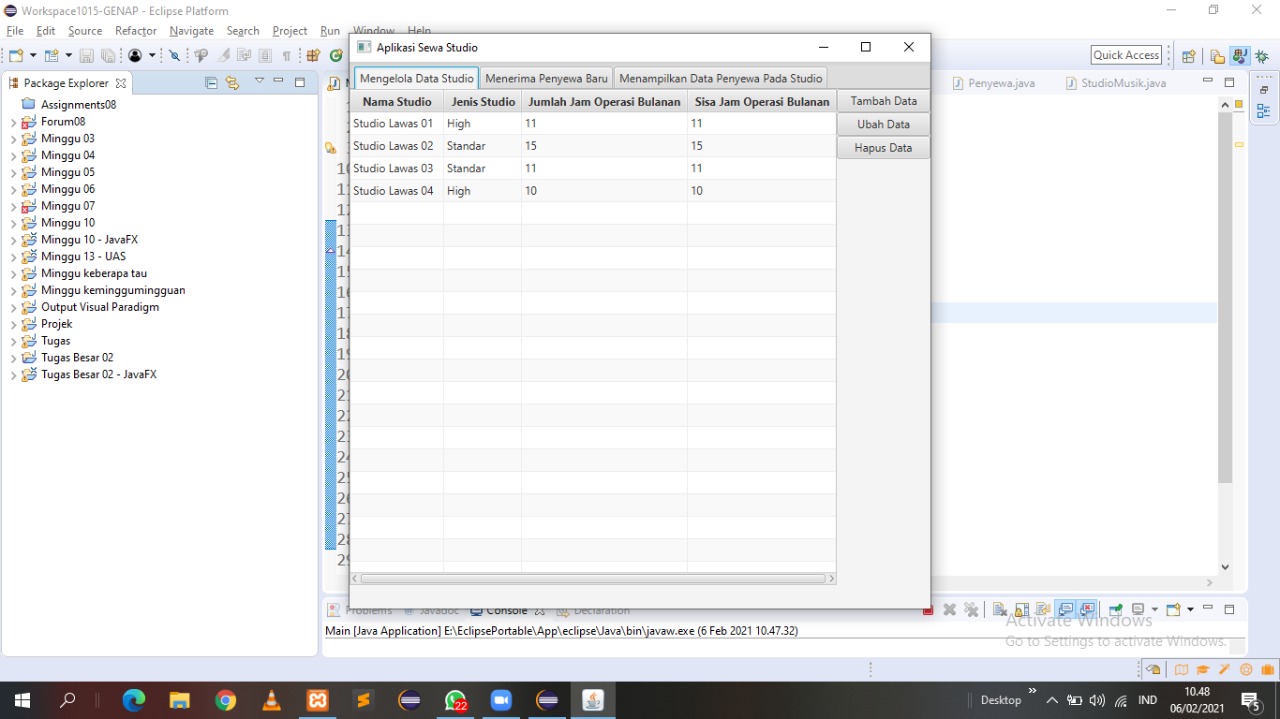 Workspace1015-GENAP - Eclipse Platform
File Edit Source Refactor Navigate Search Project Run Window Help
Quick Access
Package Explorer
Assignments08
Forum08
Minggu 03
Minggu 04
Minggu 05
Minggu 06
Minggu 07
Minggu 10
Minggu 10 - JavaFX
Minggu 13 - UAS
Minggu keberapa tau
Minggu keminggumingguan
Output Visual Paradigm
Projek
Tugas
Tugas Besar 02
Tugas Besar 02 - JavaFX
Penyewa.java StudioMusik.java
Aplikasi Sewa Studio
Mengelola Data Studio Menerima Penyewa Baru Menampilkan Data Penyewa Pada Studio
Nama Studio Jenis Studio Jumlah Jam Operasi Bulanan Sisa Jam Operasi Bulanan
Studio Lawas 01 High 11 11
Studio Lawas 02 Standar 15 15
Studio Lawas 03 Standar 11 11
Studio Lawas 04 High 10 10
Tambah Data
Ubah Data
Hapus Data
29
Problems Javadoc Console Declaration
Main [Java Application] E:\EclipsePortable\App\eclipse\Java\bin\javaw.exe (6 Feb 2021 10.47.32)
Activate Windows
Go to Settings to activate Windows.
22
Desktop
IND
10.48
06/02/2021
5